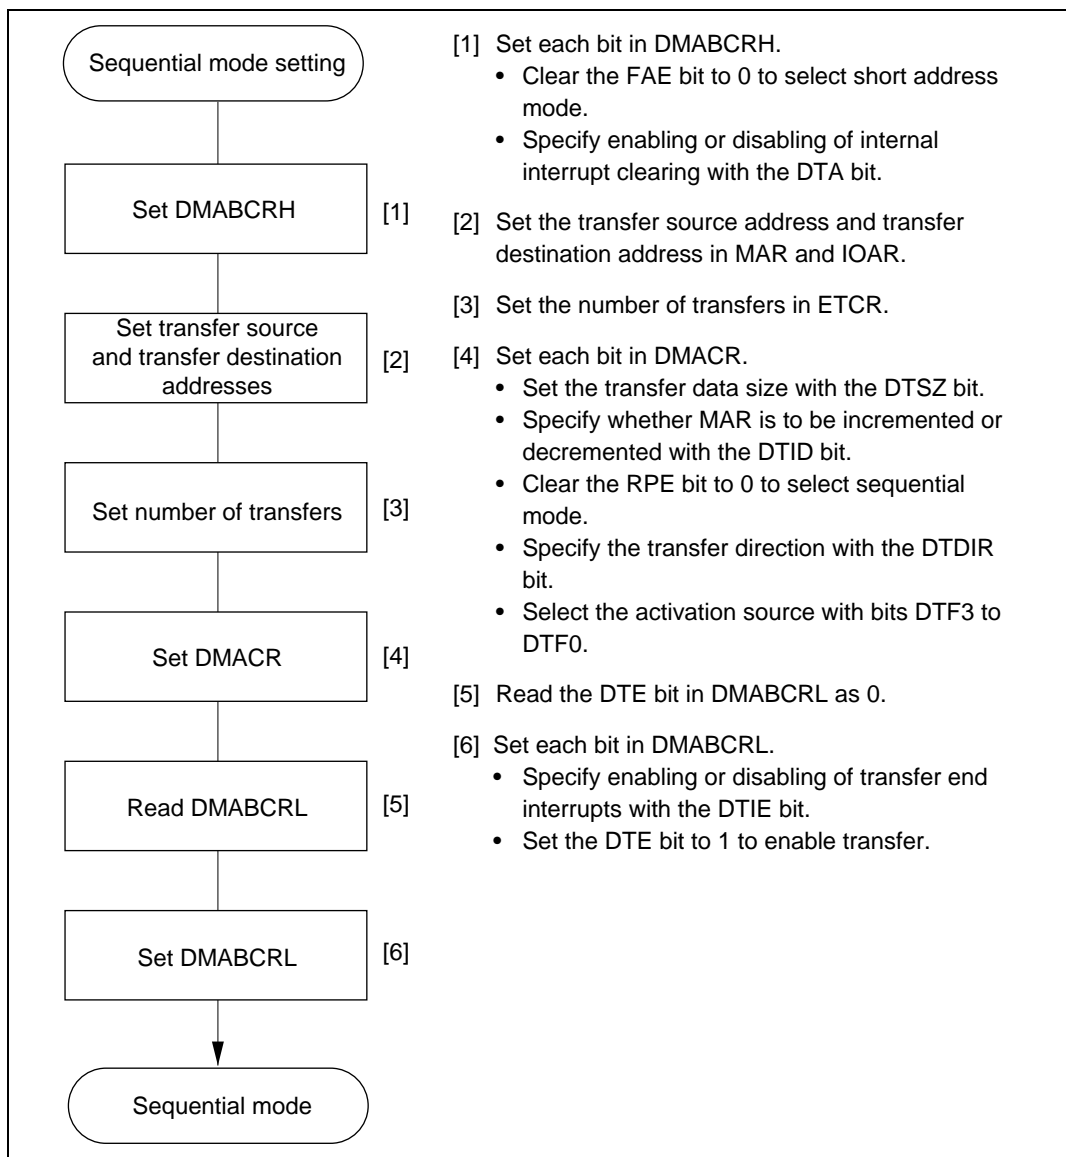 Sequential mode setting
Set DMABCRH
[1]
Set transfer source
and transfer destination
addresses
[2]
Set number of transfers
[3]
Set DMACR
[4]
Read DMABCRL
[5]
Set DMABCRL
[6]
Sequential mode
[1] Set each bit in DMABCRH.
• Clear the FAE bit to 0 to select short address
mode.
• Specify enabling or disabling of internal
interrupt clearing with the DTA bit.
[2] Set the transfer source address and transfer
destination address in MAR and IOAR.
[3] Set the number of transfers in ETCR.
[4] Set each bit in DMACR.
• Set the transfer data size with the DTSZ bit.
• Specify whether MAR is to be incremented or
decremented with the DTID bit.
• Clear the RPE bit to 0 to select sequential
mode.
• Specify the transfer direction with the DTDIR
bit.
• Select the activation source with bits DTF3 to
DTF0.
[5] Read the DTE bit in DMABCRL as 0.
[6] Set each bit in DMABCRL.
• Specify enabling or disabling of transfer end
interrupts with the DTIE bit.
• Set the DTE bit to 1 to enable transfer.